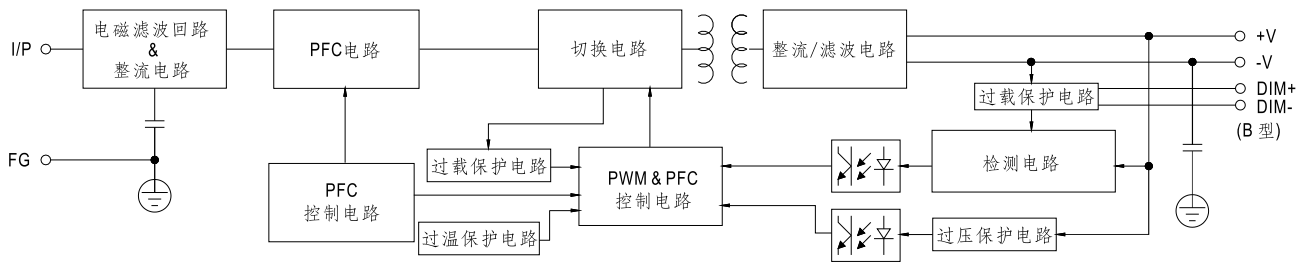 I/P
电磁滤波回路
&
整流电路
PFC电路
切换电路
整流/滤波电路
+V
-V
过载保护电路
DIM+
DIM-
(B 型)
FG
过载保护电路
PFC
控制电路
过温保护电路
PWM & PFC
控制电路
检测电路
过压保护电路